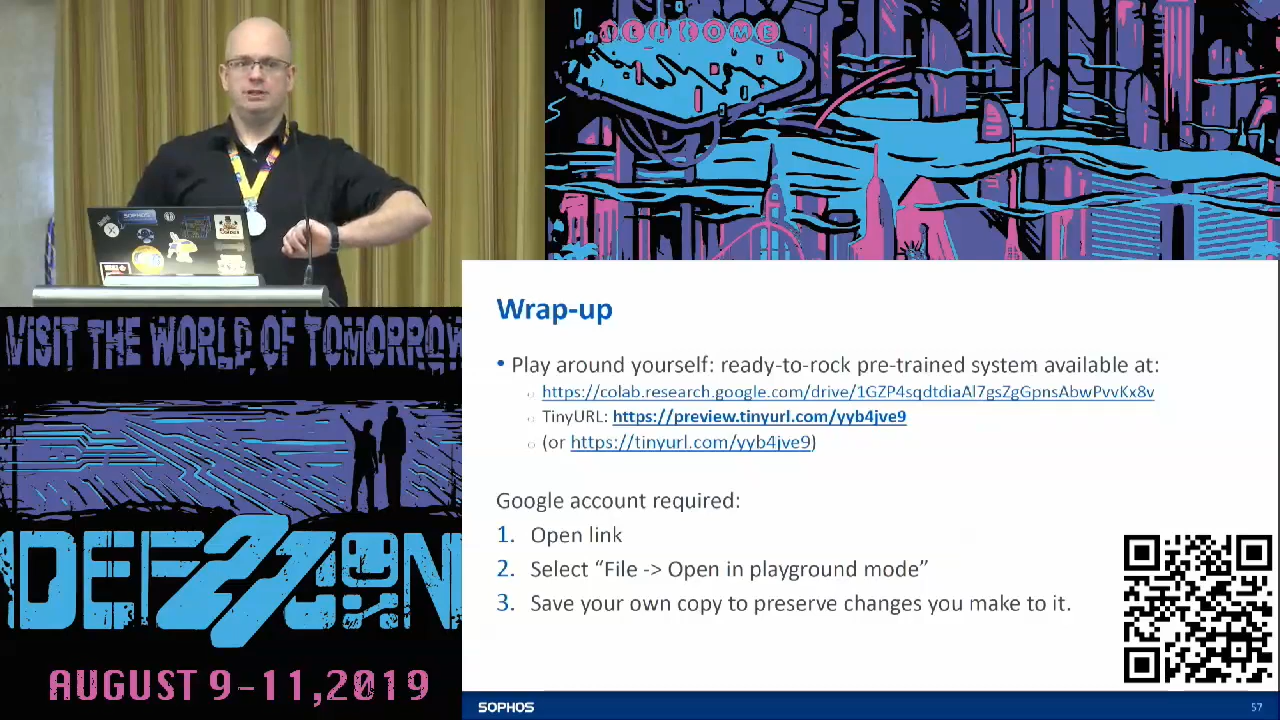 WELCOME
SOPHOS
VISIT THE WORLD OF TOMORROW
DEF 27 CON
AUGUST 9-11,2019
Wrap-up
• Play around yourself: ready-to-rock pre-trained system available at:
○ https://colab.research.google.com/drive/1GZP4sqdtdiaAl7gsZgGpnsAbwPvvKx8v
○ TinyURL: https://preview.tinyurl.com/yyb4jve9
○ (or https://tinyurl.com/yyb4jve9)
Google account required:
1. Open link
2. Select “File -> Open in playground mode”
3. Save your own copy to preserve changes you make to it.
SOPHOS
57